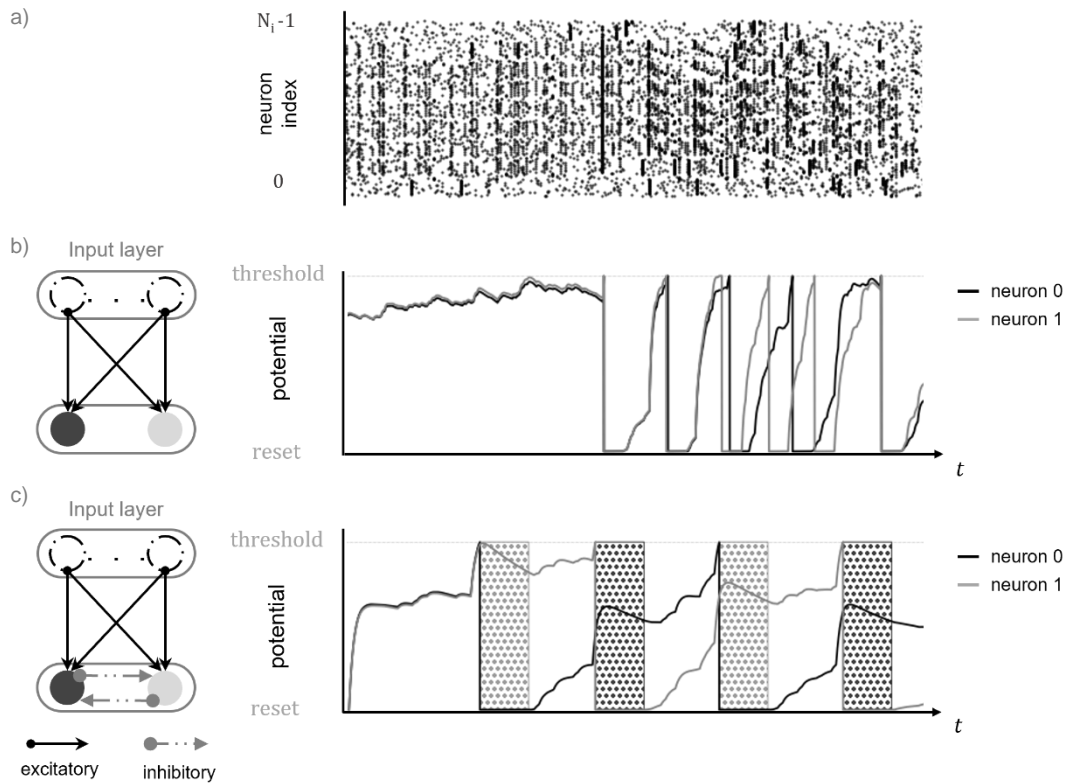 a)
N_i -1
neuron
index
0
b)
Input layer
threshold
potential
reset
neuron 0
neuron 1
t
c)
Input layer
threshold
potential
reset
neuron 0
neuron 1
t
excitatory
inhibitory